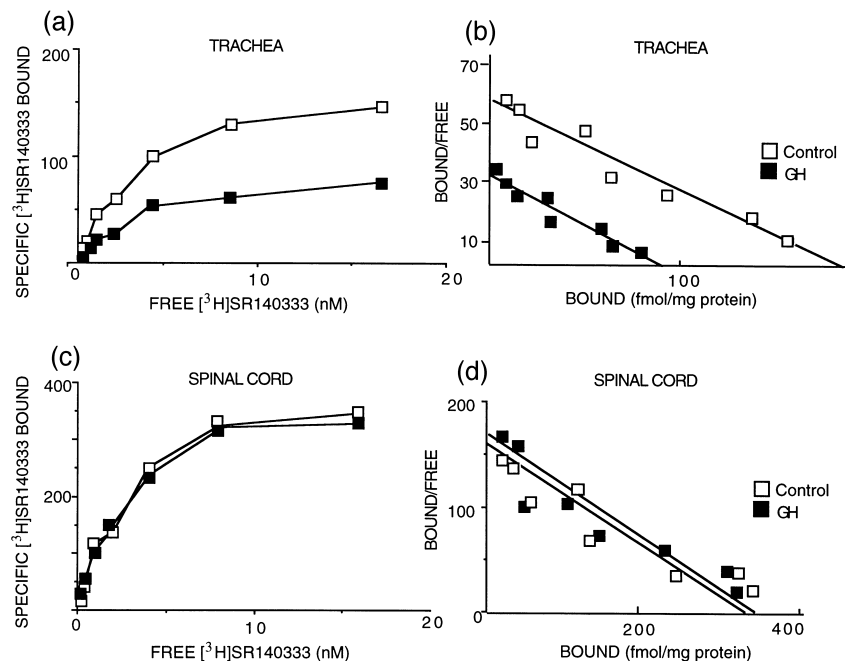 (a)
TRACHEA
SPECIFIC [³H]SR140333 BOUND
200
100
0
10
20
FREE [³H]SR140333 (nM)
(b)
TRACHEA
BOUND/FREE
70
50
30
10
100
BOUND (fmol/mg protein)
Control
GH
(c)
SPINAL CORD
SPECIFIC [³H]SR140333 BOUND
400
200
0
0
10
20
FREE [³H]SR140333 (nM)
(d)
SPINAL CORD
BOUND/FREE
200
100
0
0
200
400
BOUND (fmol/mg protein)
Control
GH